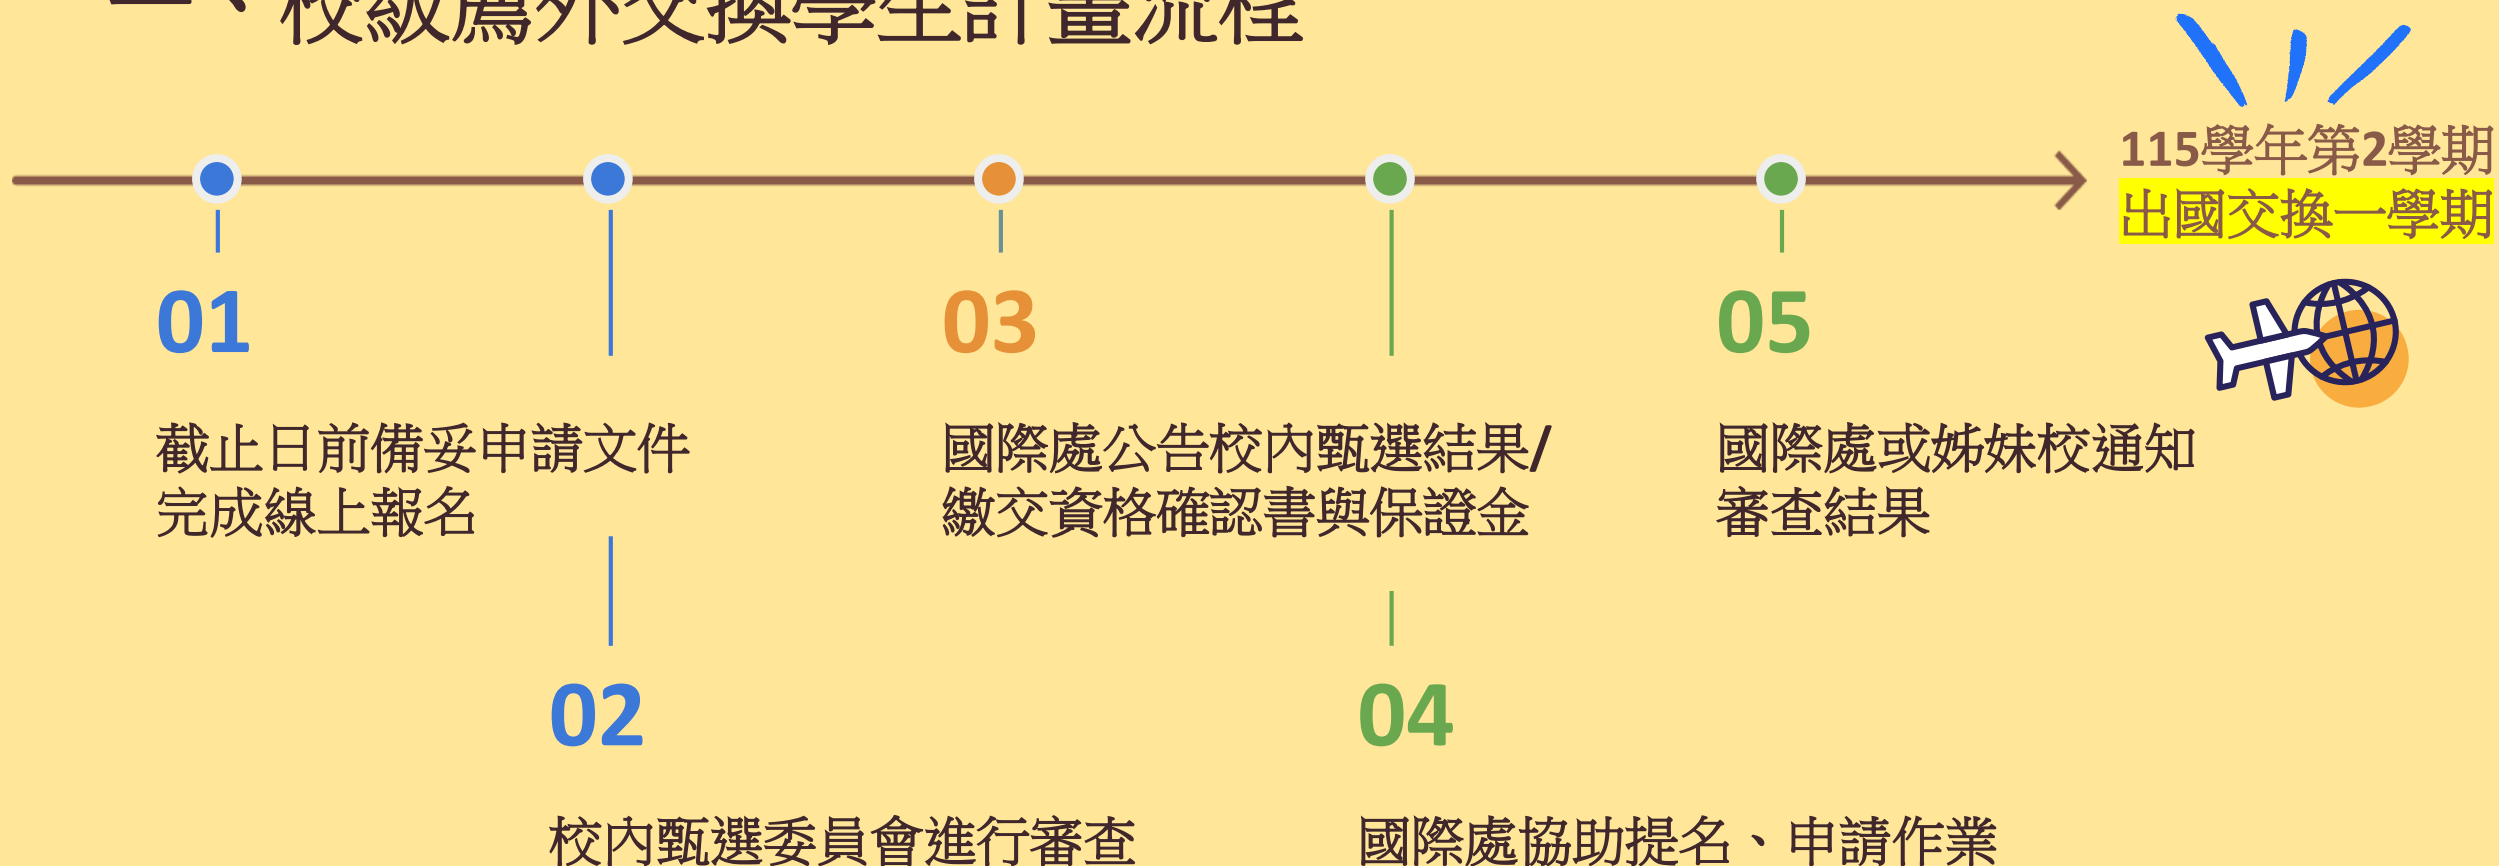 校級薦外交換學生計畫流程
115學年第2學期
出國交換一學期
01
03
05
線上日前備妥申請文件
完成線上報名
國際處公告校內甄選結果/
繳交資格確認書與保證金
國際處或姊妹校通知
審查結果
02
04
校內甄選委員會進行審查
國際處協助提名、申請作業